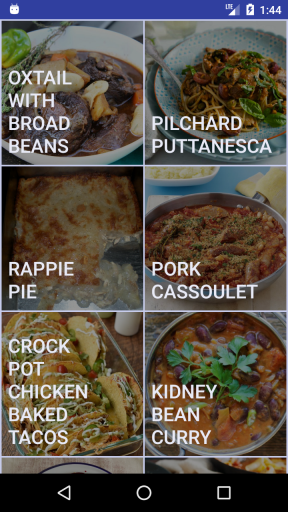 LTE 1:44
OXTAIL
WITH
BROAD
BEANS
PILCHARD
PUTTANESCA
RAPPIE
PIE
PORK
CASSOULET
CROCK
POT
CHICKEN
BAKED
TACOS
KIDNEY
BEAN
CURRY